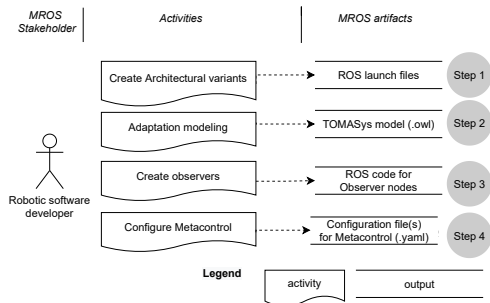 MROS
Stakeholder
Activities
MROS artifacts
Create Architectural variants
ROS launch files
Step 1
Adaptation modeling
TOMASys model (.owl)
Step 2
Create observers
ROS code for
Observer nodes
Step 3
Robotic software
developer
Configure Metacontrol
Configuration file(s)
for Metacontrol (.yaml)
Step 4
Legend
activity
output